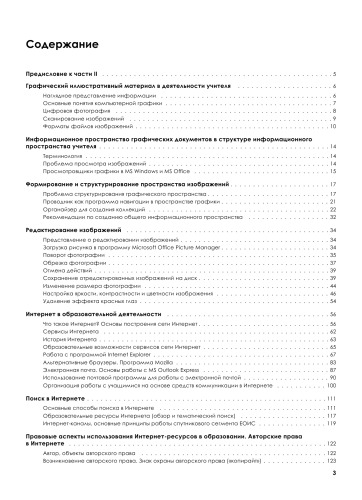 Содержание
Предисловие к части II . . . 5
Графический иллюстративный материал в деятельности учителя . . . 6
Наглядное представление информации . . . 6
Основные понятия компьютерной графики . . . 7
Цифровая фотография . . . 8
Сканирование изображений . . . 9
Форматы файлов изображений . . . 10
Информационное пространство графических документов в структуре информационного
пространства учителя . . . 14
Терминология . . . 14
Проблема просмотра изображений . . . 14
Просмотрщики графики в MS Windows и MS Office . . . 15
Формирование и структурирование пространства изображений . . . 17
Проблема структурирования графического пространства . . . 17
Проводник как программа навигации в пространстве графики . . . 21
Органайзер для создания коллекций . . . 22
Рекомендации по созданию общего информационного пространства . . . 32
Редактирование изображений . . . 34
Представление о редактировании изображений . . . 34
Загрузка рисунка в программу Microsoft Office Picture Manager . . . 34
Поворот фотографии . . . 35
Обрезка фотографии . . . 37
Отмена действий . . . 39
Сохранение отредактированных изображений на диск . . . 39
Изменение размера фотографии . . . 44
Настройка яркости, контрастности и цветности изображения . . . 46
Удаление эффекта красных глаз . . . 54
Интернет в образовательной деятельности . . . 56
Что такое Интернет? Основы построения сети Интернет . . . 56
Сервисы Интернета . . . 62
История Интернета . . . 63
Образовательные возможности сервисов сети Интернет . . . 65
Работа с программой Internet Explorer . . . 67
Альтернативные браузеры. Программа Mozilla . . . 83
Электронная почта. Основы работы с MS Outlook Express . . . 87
Использование почтовой программы для работы с электронной почтой . . . 90
Организация работы с учащимися на основе средств коммуникации в Интернете . . . 100
Поиск в Интернете . . . 111
Основные способы поиска в Интернете . . . 111
Образовательные ресурсы Интернета (обзор и тематический поиск) . . . 117
Интернет-каналы, основные принципы работы спутникового сегмента ЕОИС . . . 119
Правовые аспекты использования Интернет-ресурсов в образовании. Авторские права
в Интернете . . . 122
Автор, объекты авторского права . . . 122
Возникновение авторского права. Знак охраны авторского права (копирайт) . . . 123
3